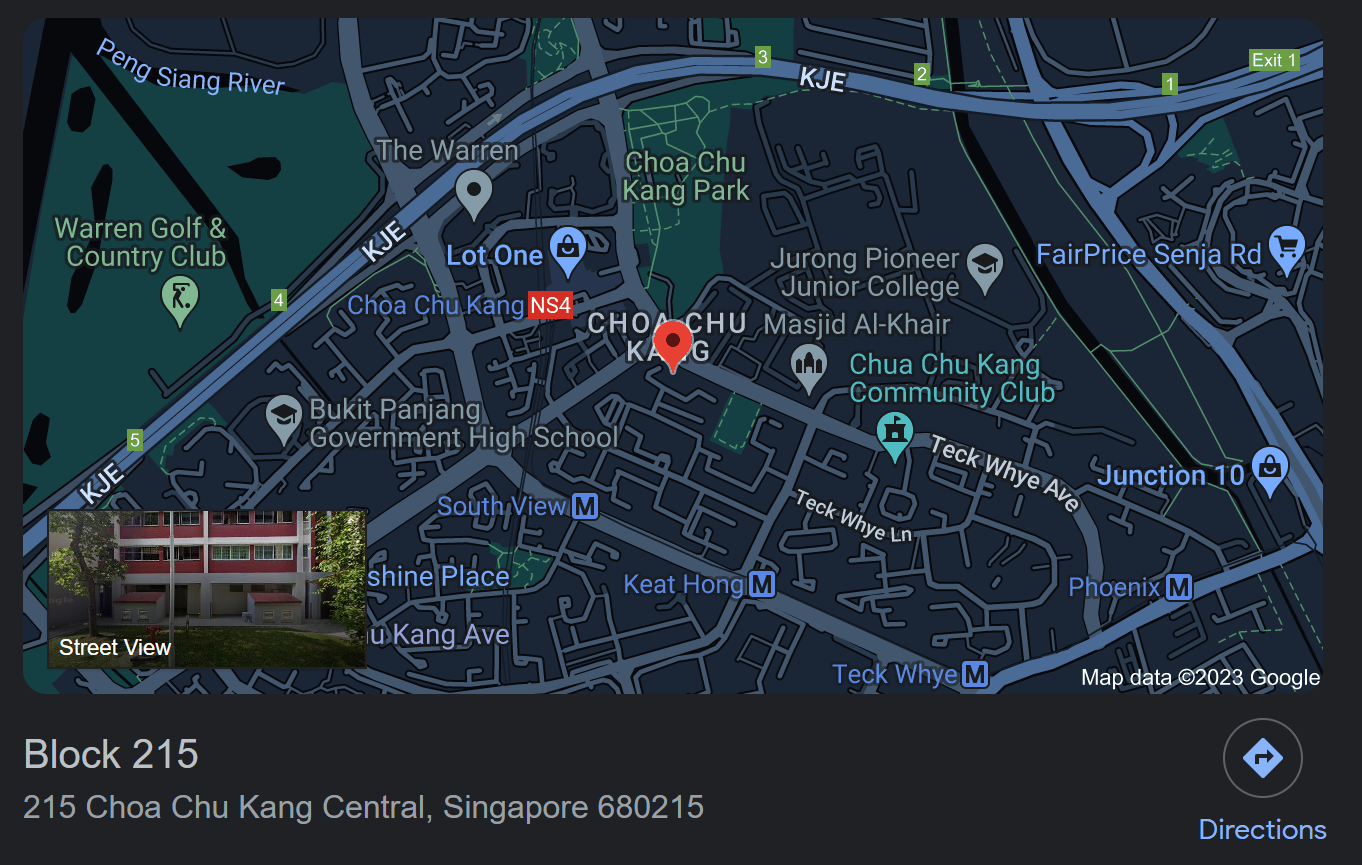 Peng Siang River
3
KJE
2
Exit 1
1
The Warren
Choa Chu
Kang Park
Warren Golf &
Country Club
KJE
Lot One
Jurong Pioneer
Junior College
FairPrice Senja Rd
4
Choa Chu Kang NS4
CHOA CHU
KANG
Masjid Al-Khair
Chua Chu Kang
Community Club
Bukit Panjang
Government High School
5
KJE
Teck Whye Ave
Junction 10
South View M
Teck Whye Ln
shine Place
Keat Hong M
Phoenix M
u Kang Ave
Street View
Teck Whye M
Map data ©2023 Google
Block 215
215 Choa Chu Kang Central, Singapore 680215
Directions